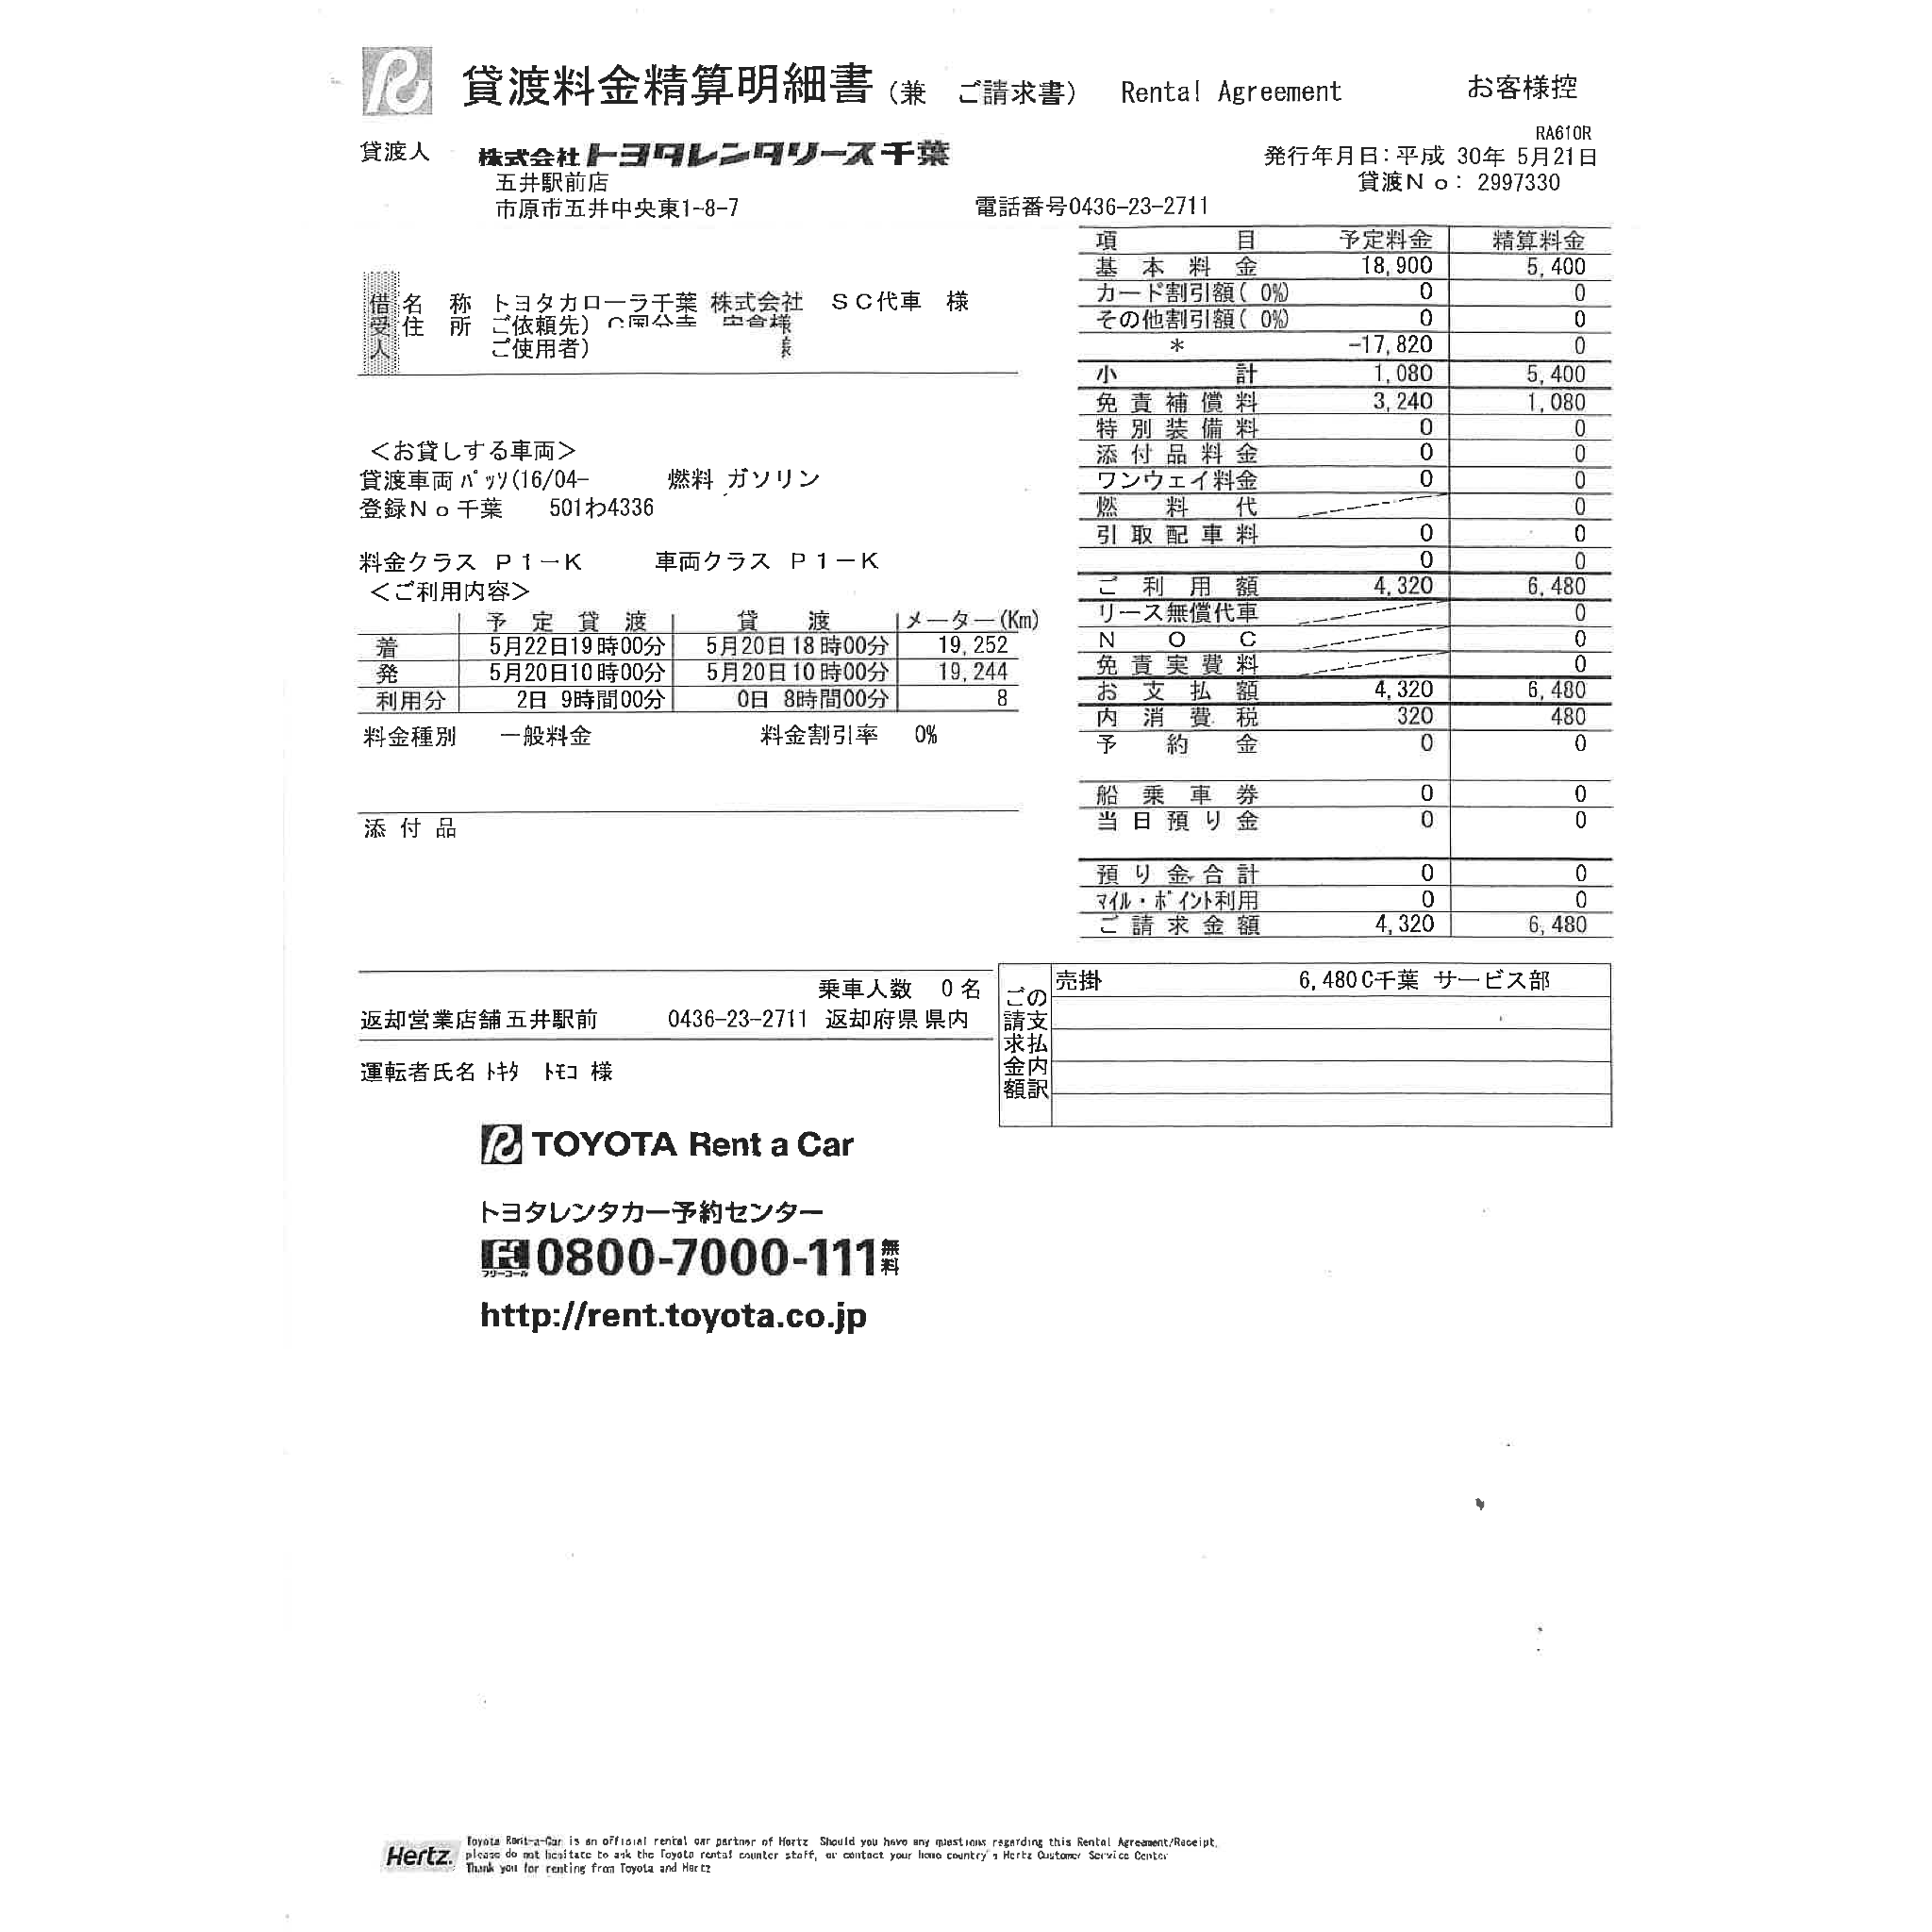 貸渡料金精算明細書(兼 ご請求書) Rental Agreement お客様控
RA610R
貸渡人 株式会社トヨタレンタリース千葉 発行年月日:平成 30年 5月21日
五井駅前店 貸渡No: 2997330
市原市五井中央東1-8-7 電話番号0436-23-2711
借受人
名 称 トヨタカローラ千葉 株式会社 SC代車 様
住 所 ご依頼先)
ご使用者)
<お貸しする車両>
貸渡車両 パッソ(16/04- 燃料 ガソリン
登録No 千葉 501わ4336
料金クラス P1-K 車両クラス P1-K
<ご利用内容>
予定貸渡 貸渡 メーター(Km)
着 5月22日19時00分 5月20日18時00分 19,252
発 5月20日10時00分 5月20日10時00分 19,244
利用分 2日 9時間00分 0日 8時間00分 8
料金種別 一般料金 料金割引率 0%
添付品
項目 予定料金 精算料金
基本料金 18,900 5,400
カード割引額( 0%) 0 0
その他割引額( 0%) 0 0
* -17,820 0
小計 1,080 5,400
免責補償料 3,240 1,080
特別装備料 0 0
添付品料金 0 0
ワンウェイ料金 0 0
燃料代 0
引取配車料 0 0
0 0
ご利用額 4,320 6,480
リース無償代車 0
NOC 0
免責実費料 0
お支払額 4,320 6,480
内消費税 320 480
予約金 0 0
船乗車券 0 0
当日預り金 0 0
預り金合計 0 0
マイル・ポイント利用 0 0
ご請求金額 4,320 6,480
乗車人数 0 名
返却営業店舗 五井駅前 0436-23-2711 返却府県 県内
運転者氏名 トキタ トモコ 様
ご請求金額の支払内訳
売掛 6,480 C千葉 サービス部
TOYOTA Rent a Car
トヨタレンタカー予約センター
フリーコール 0800-7000-111 無料
http://rent.toyota.co.jp
Hertz.
Toyota Rent-a-Car is an official rental car partner of Hertz Should you have any questions regarding this Rental Agreement/Receipt,
please do not hesitate to ask the Toyota rental counter staff, or contact your home country's Hertz Customer Service Center
Thank you for renting from Toyota and Hertz